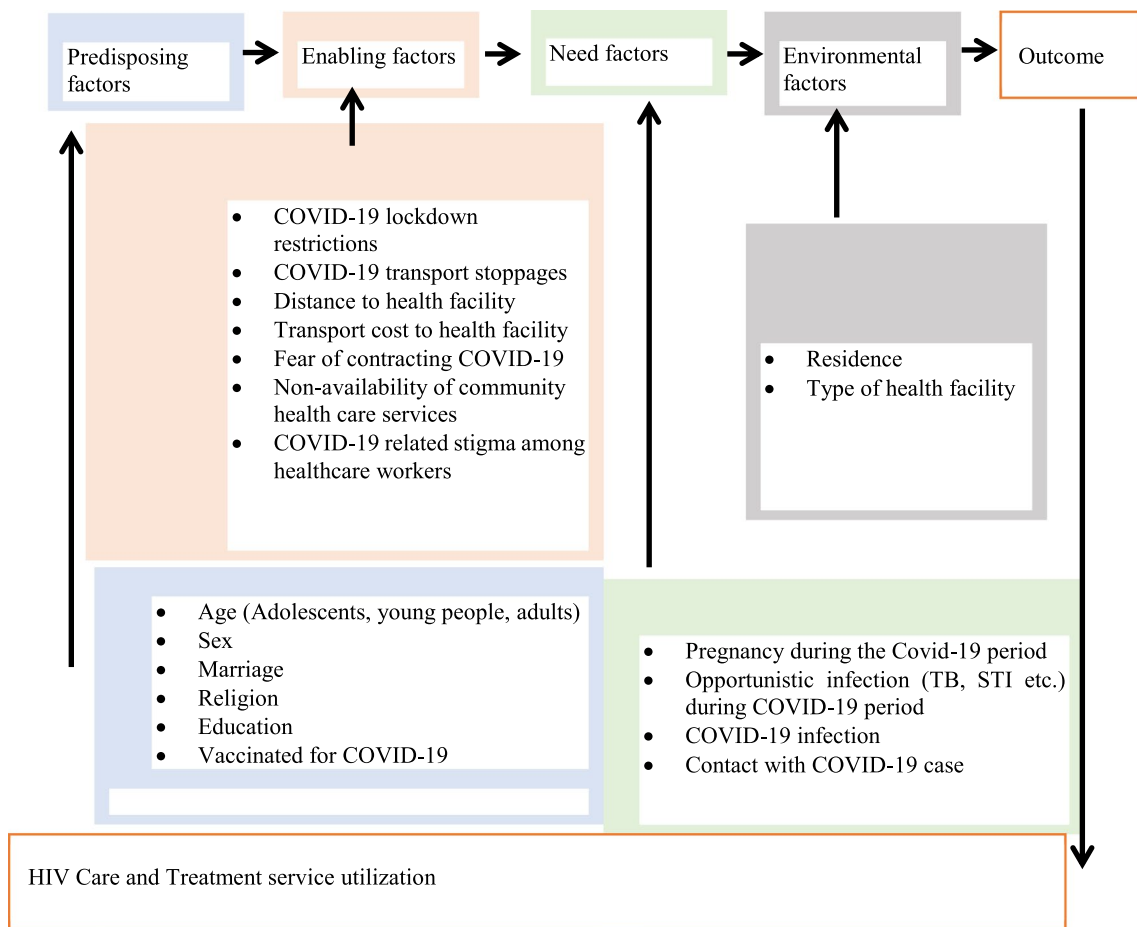 Predisposing
factors
Enabling factors
Need factors
Environmental
factors
Outcome
• COVID-19 lockdown
restrictions
• COVID-19 transport stoppages
• Distance to health facility
• Transport cost to health facility
• Fear of contracting COVID-19
• Non-availability of community
health care services
• COVID-19 related stigma among
healthcare workers
• Residence
• Type of health facility
• Age (Adolescents, young people, adults)
• Sex
• Marriage
• Religion
• Education
• Vaccinated for COVID-19
• Pregnancy during the Covid-19 period
• Opportunistic infection (TB, STI etc.)
during COVID-19 period
• COVID-19 infection
• Contact with COVID-19 case
HIV Care and Treatment service utilization